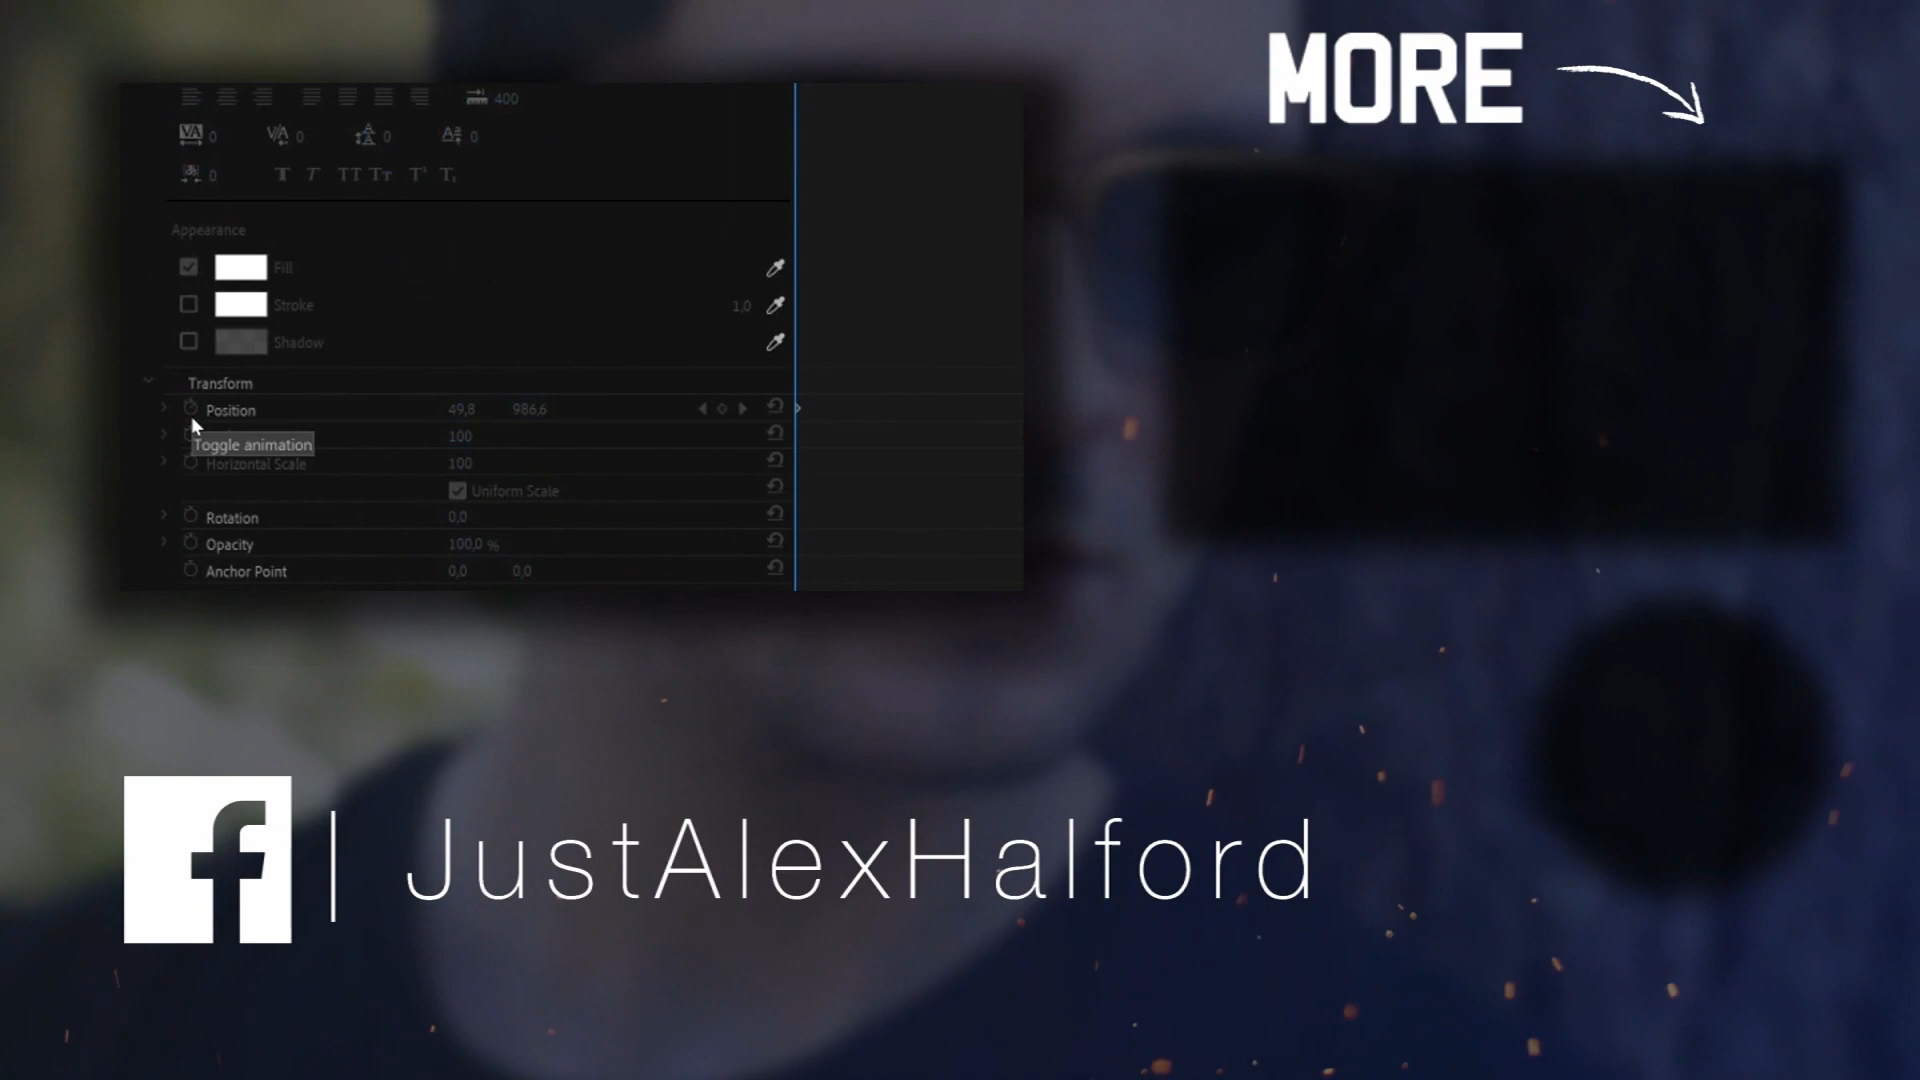 MORE
400
0 0 0 0
0
Appearance
Fill
Stroke 1,0
Shadow
Transform
Position 49,8 986,6
100
Toggle animation
Horizontal Scale 100
Uniform Scale
Rotation 0,0
Opacity 100,0 %
Anchor Point 0,0 0,0
f | JustAlexHalford